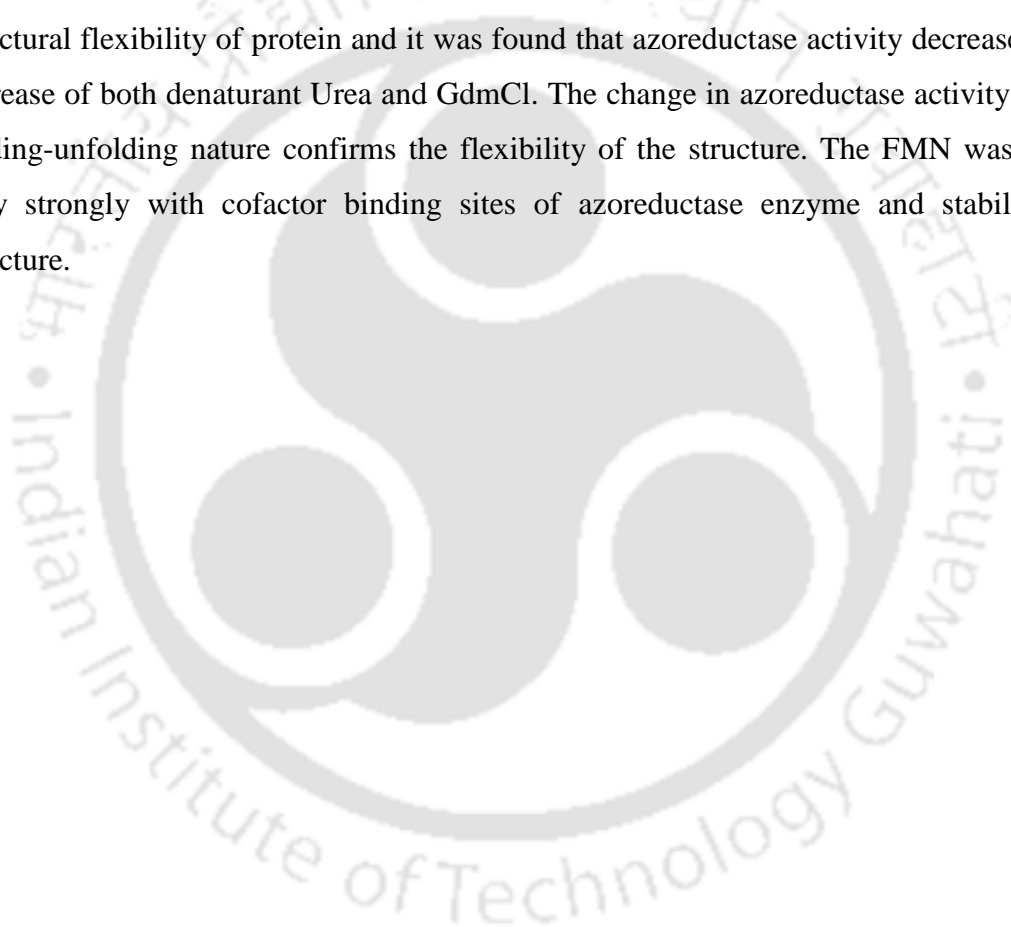 ctural flexibility of protein and it was found that azoreductase activity decrease
rease of both denaturant Urea and GdmCl. The change in azoreductase activity
ding-unfolding nature confirms the flexibility of the structure. The FMN was
y strongly with cofactor binding sites of azoreductase enzyme and stabil
cture.
Indian Institute of Technology Guwahati